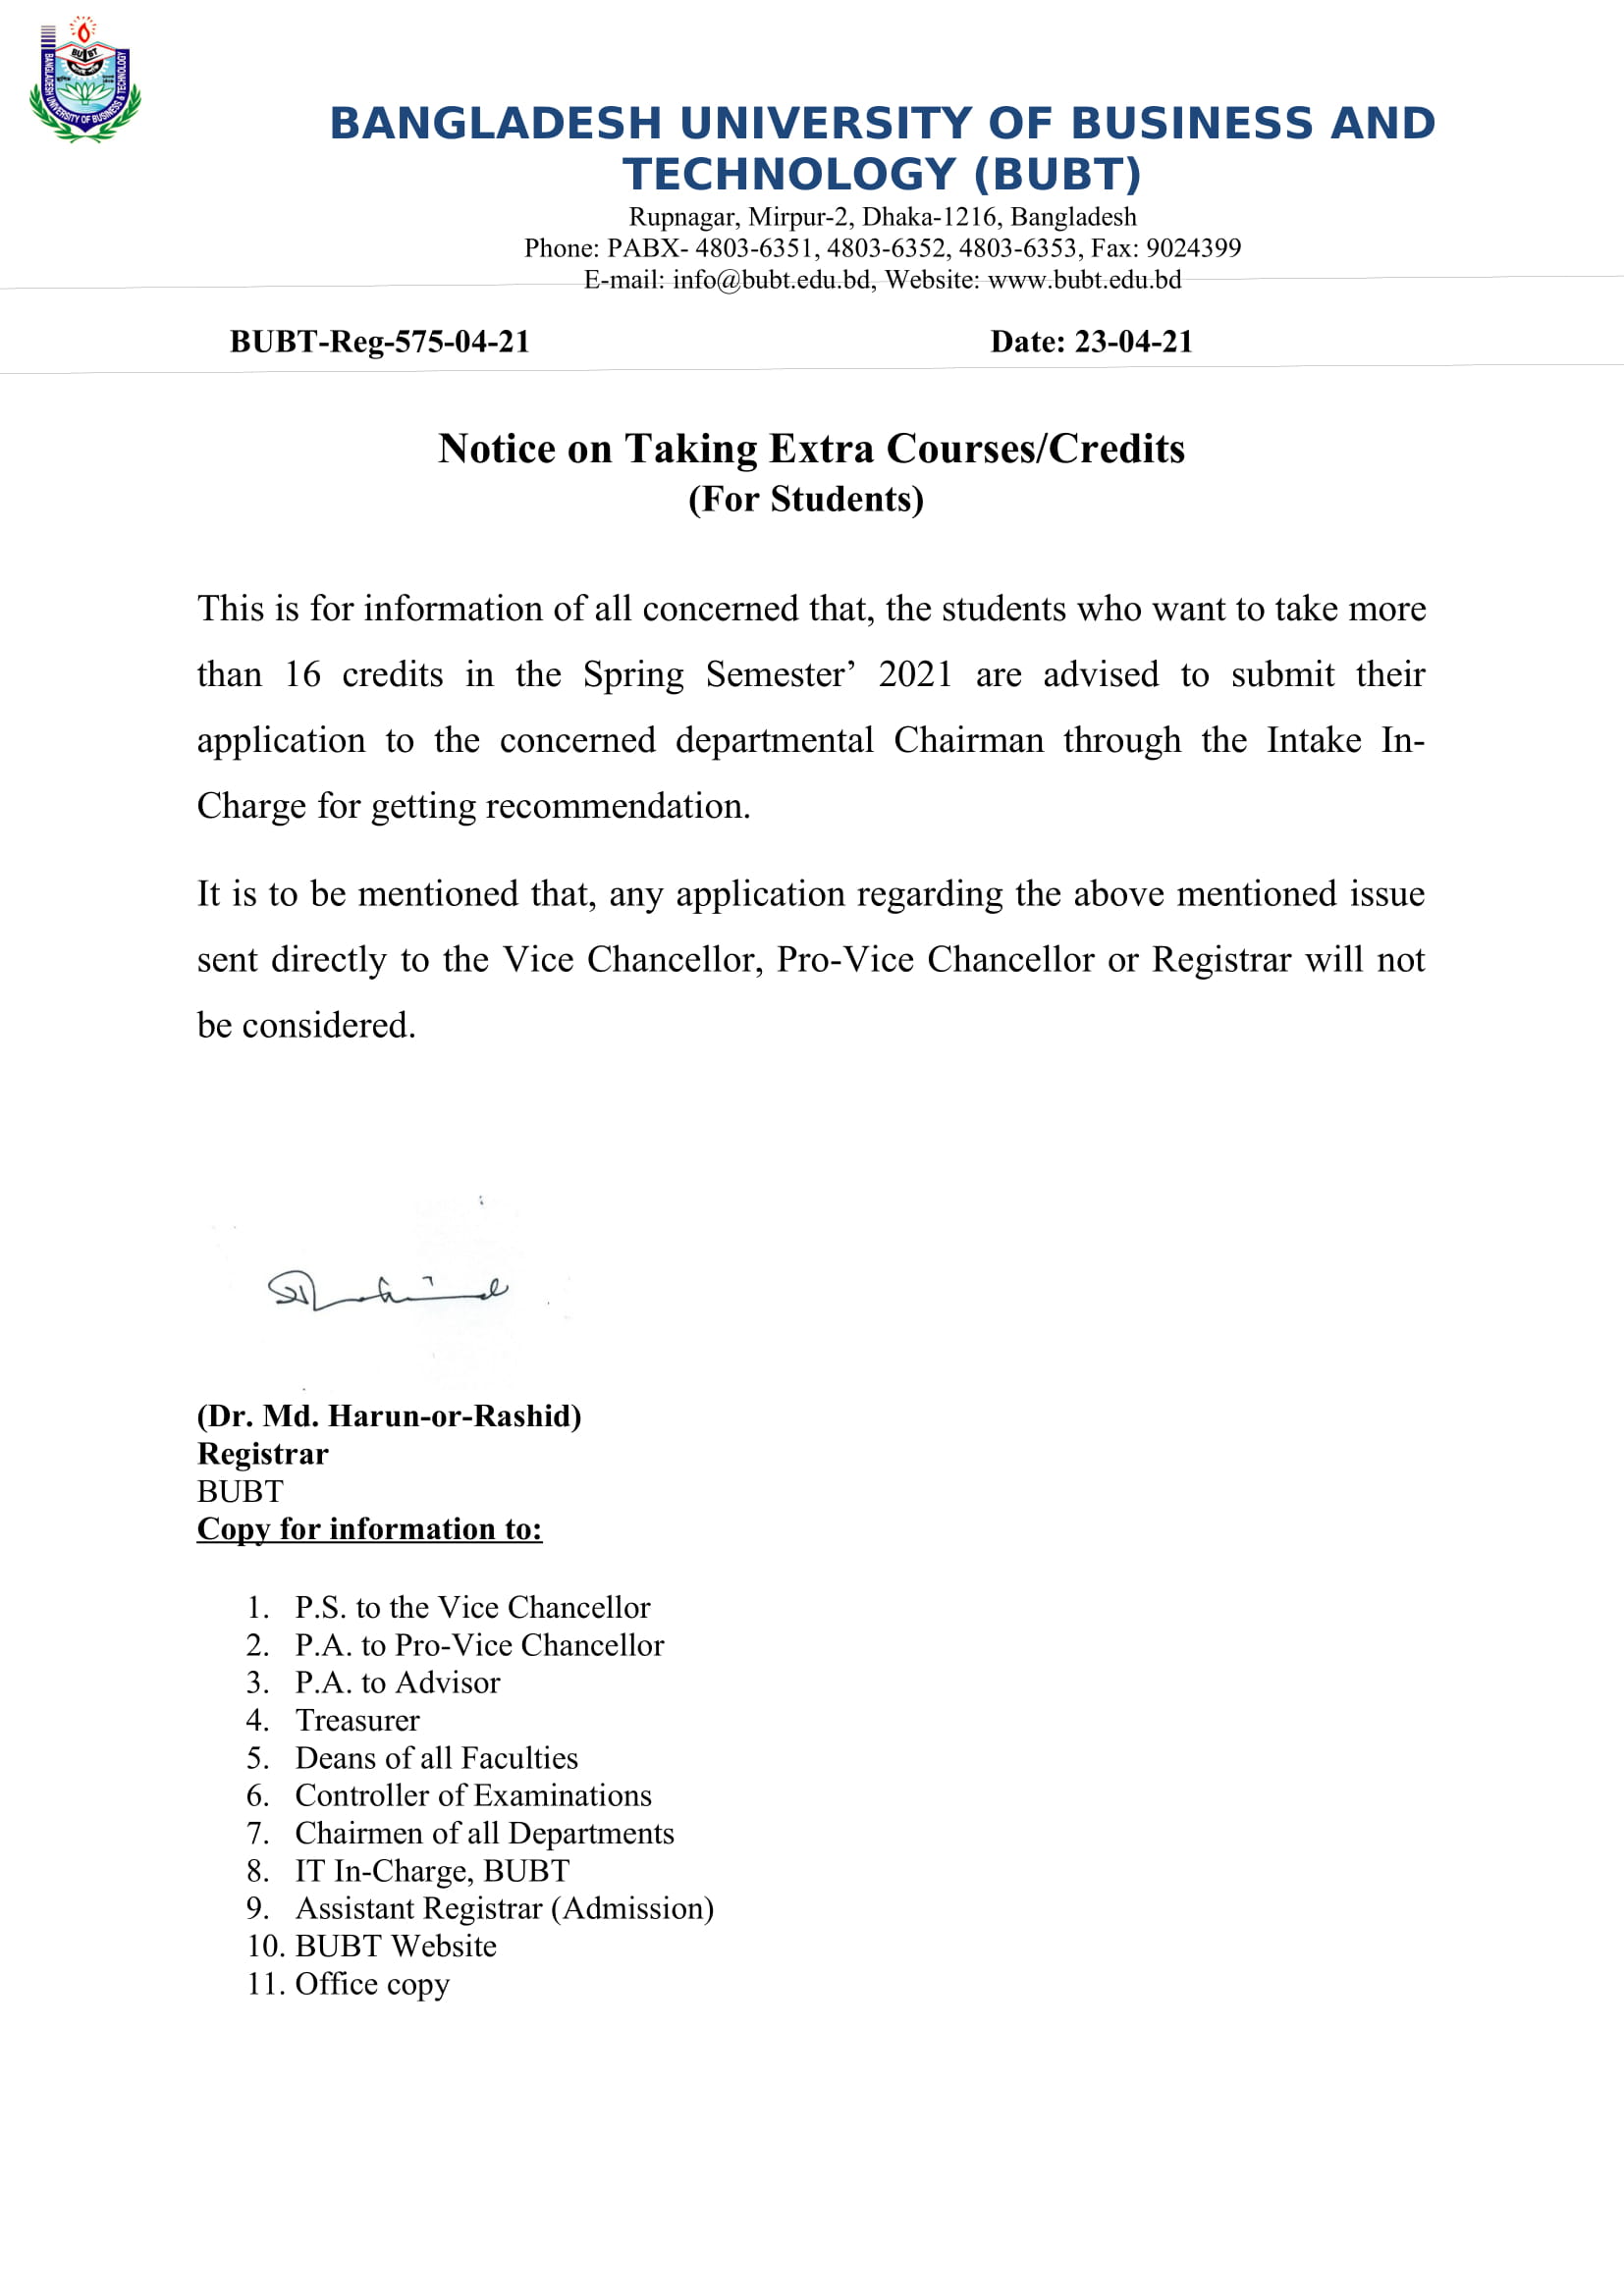 BUBT
BANGLADESH UNIVERSITY OF BUSINESS & TECHNOLOGY
BANGLADESH UNIVERSITY OF BUSINESS AND
TECHNOLOGY (BUBT)
Rupnagar, Mirpur-2, Dhaka-1216, Bangladesh
Phone: PABX- 4803-6351, 4803-6352, 4803-6353, Fax: 9024399
E-mail: info@bubt.edu.bd, Website: www.bubt.edu.bd
BUBT-Reg-575-04-21 Date: 23-04-21
Notice on Taking Extra Courses/Credits
(For Students)
This is for information of all concerned that, the students who want to take more
than 16 credits in the Spring Semester’ 2021 are advised to submit their
application to the concerned departmental Chairman through the Intake In-
Charge for getting recommendation.
It is to be mentioned that, any application regarding the above mentioned issue
sent directly to the Vice Chancellor, Pro-Vice Chancellor or Registrar will not
be considered.
(Dr. Md. Harun-or-Rashid)
Registrar
BUBT
Copy for information to:
1. P.S. to the Vice Chancellor
2. P.A. to Pro-Vice Chancellor
3. P.A. to Advisor
4. Treasurer
5. Deans of all Faculties
6. Controller of Examinations
7. Chairmen of all Departments
8. IT In-Charge, BUBT
9. Assistant Registrar (Admission)
10. BUBT Website
11. Office copy